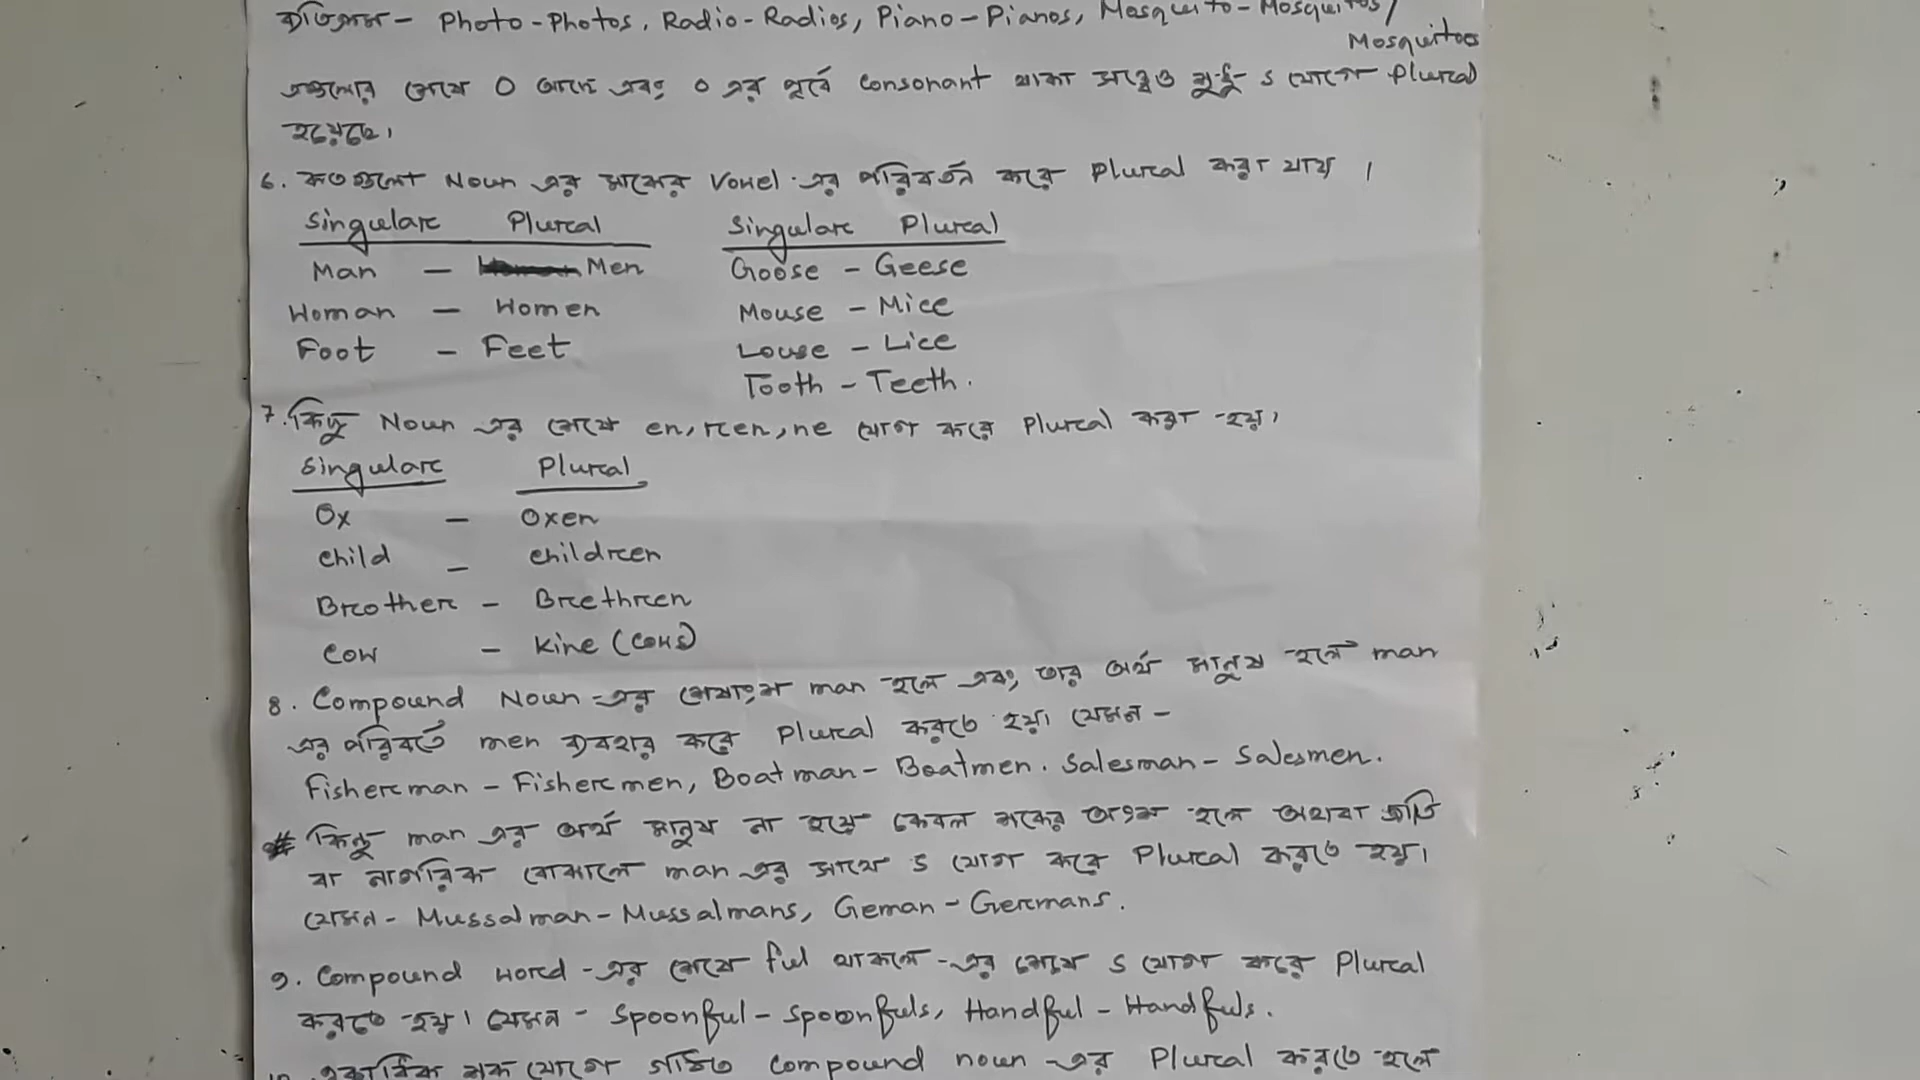 ব্যতিক্রম- Photo-Photos, Radio-Radios, Piano-Pianos, Mosquito-Mosquitos/
Mosquitoes
এগুলোর শেষে O আছে এবং o এর পূর্বে consonant থাকা সত্ত্বেও শুধু s যোগে Plural
হয়েছে।
6. কতগুলো Noun এর মাঝের Vowel এর পরিবর্তন করে Plural করা যায় ।
Singular Plural Singular Plural
Man – Men Goose – Geese
Woman – Women Mouse – Mice
Foot – Feet Louse – Lice
Tooth – Teeth.
7. কিছু Noun এর শেষে en, ren, ne যোগ করে Plural করা হয়।
Singular Plural
Ox – Oxen
child – children
Brother – Brethren
Cow – Kine (Cows)
8. Compound Noun-এর শেষাংশ man হলে এবং তার অর্থ মানুষ হলে man
এর পরিবর্তে men ব্যবহার করে Plural করতে হয়। যেমন –
Fisherman – Fishermen, Boatman – Boatmen. Salesman – Salesmen.
# কিন্তু man এর অর্থ মানুষ না হয়ে কেবল শব্দের অংশ হলে অথবা জাতি
বা নাগরিক বোঝালে man এর সাথে s যোগ করে Plural করতে হয়।
যেমন- Mussalman – Mussalmans, Geman – Germans.
9. Compound word -এর শেষে ful থাকলে -এর শেষে s যোগ করে Plural
করতে হয়। যেমন - Spoonful – Spoonfuls, Handful – Handfuls.
10. একাধিক শব্দ যোগে গঠিত compound noun -এর Plural করতে হলে